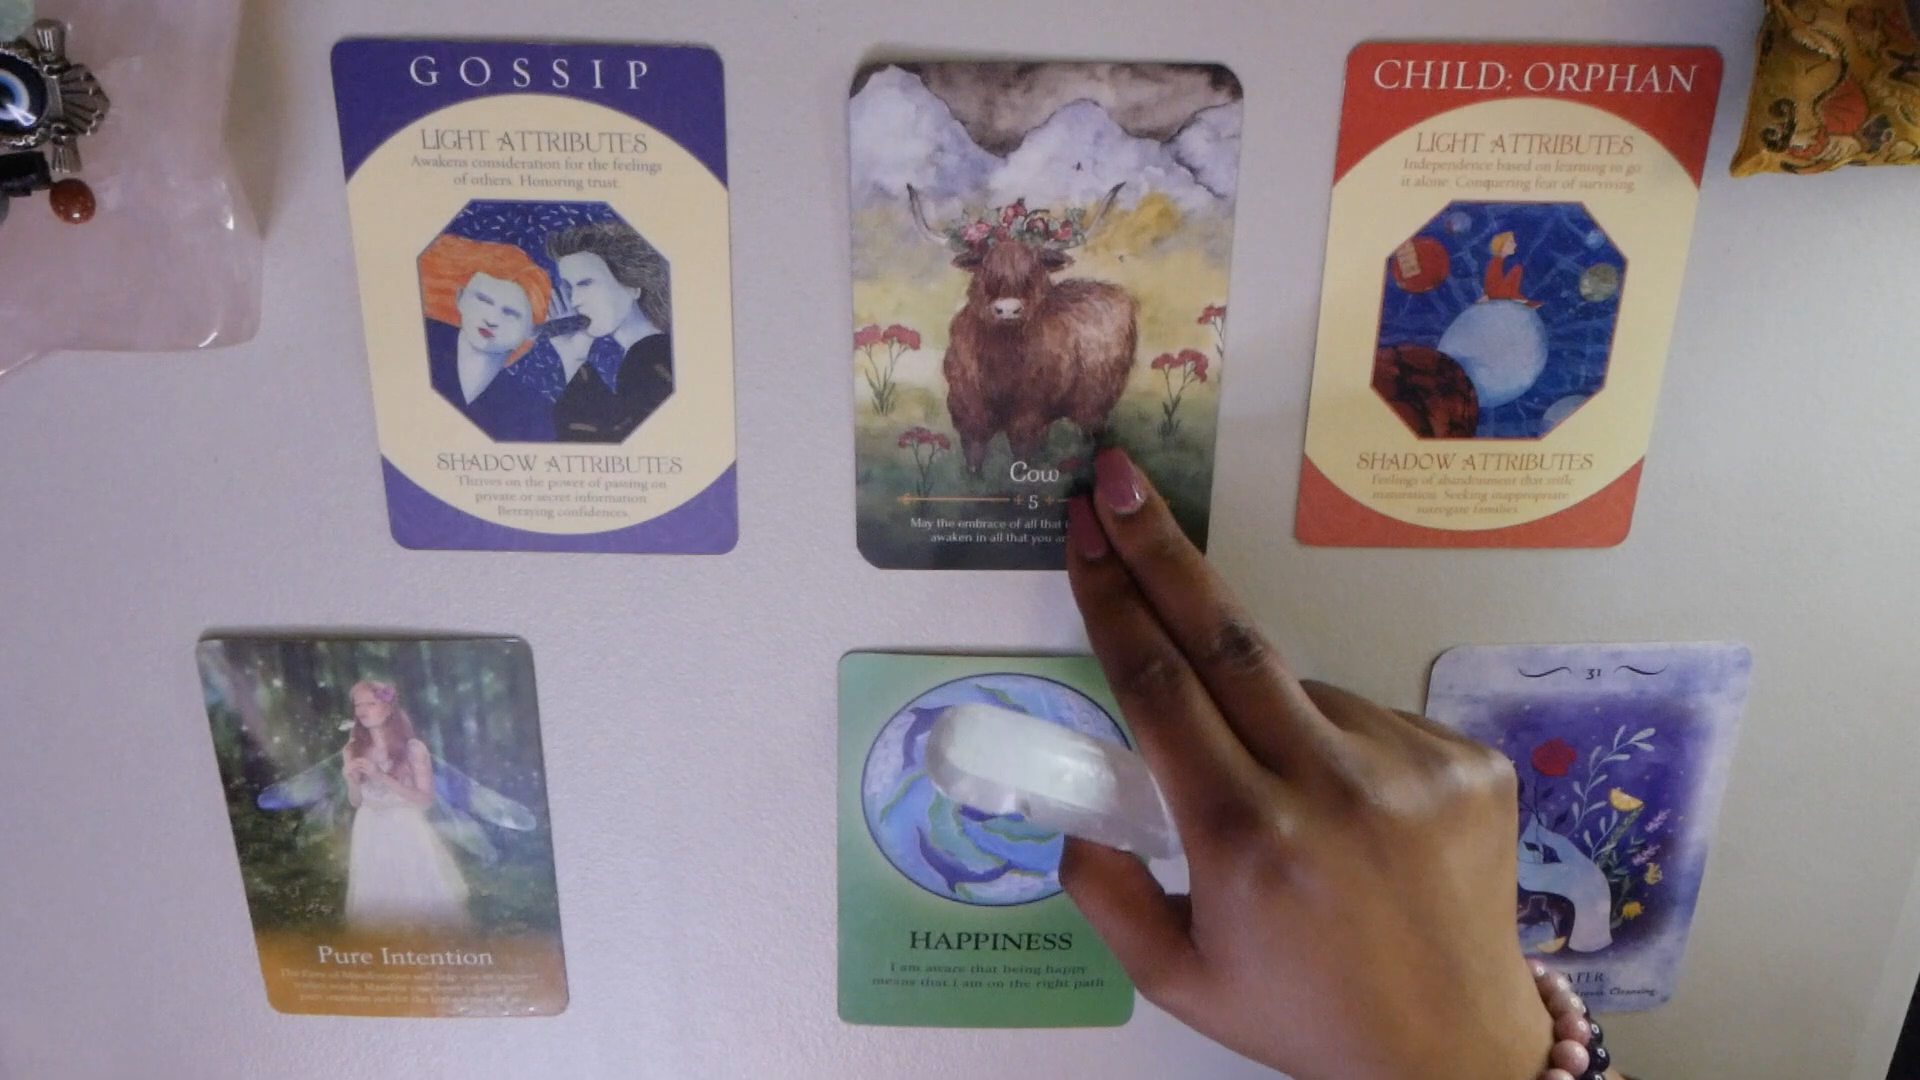 GOSSIP
LIGHT ATTRIBUTES
Awakens consideration for the feelings
of others. Honoring trust.
SHADOW ATTRIBUTES
Thrives on the power of passing on
private or secret information.
Betraying confidences.
Cow
5
May the embrace of all that
awaken in all that you
CHILD: ORPHAN
LIGHT ATTRIBUTES
Independence based on learning to go
it alone. Conquering fear of surviving.
SHADOW ATTRIBUTES
Feelings of abandonment that stifle
maturation. Seeking inappropriate
surrogate families.
Pure Intention
HAPPINESS
I am aware that being happy
means that I am on the right path.
31
Cleansing.